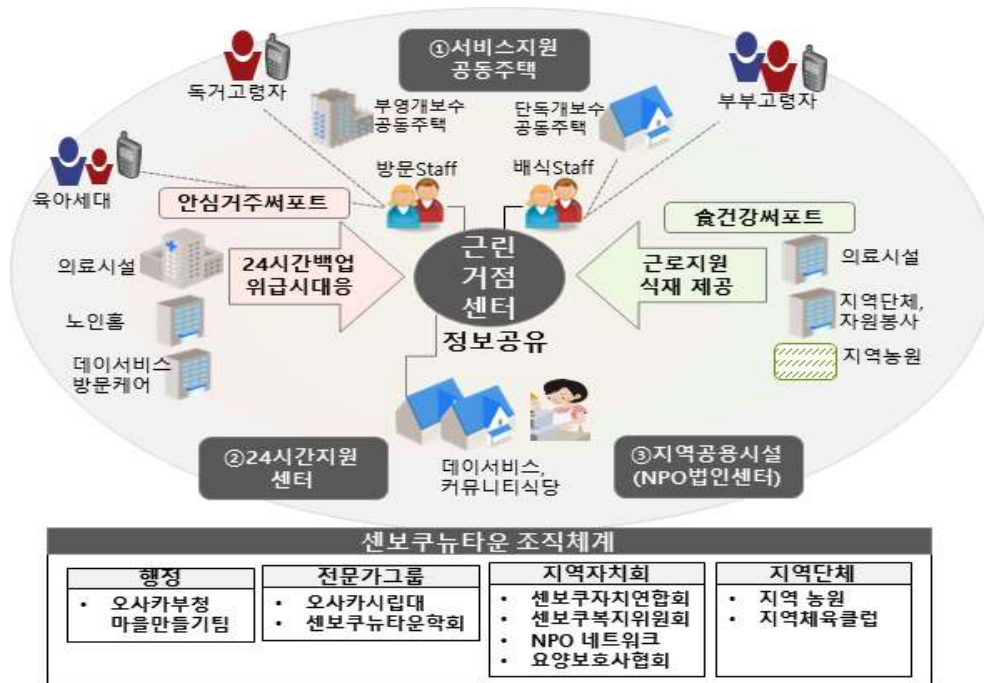 ①서비스지원
공동주택
독거고령자
부부고령자
부영개보수
공동주택
단독개보수
공동주택
방문Staff
배식Staff
육아세대
안심거주써포트
食건강써포트
근린
거점
센터
의료시설
24시간백업
위급시대응
근로지원
식재 제공
의료시설
노인홈
지역단체,
자원봉사
정보공유
데이서비스
방문케어
지역농원
②24시간지원
센터
데이서비스,
커뮤니티식당
③지역공용시설
(NPO법인센터)
센보쿠뉴타운 조직체계
행정
• 오사카부청
마을만들기팀
전문가그룹
• 오사카시립대
• 센보쿠뉴타운학회
지역자치회
• 센보쿠자치연합회
• 센보쿠복지위원회
• NPO 네트워크
• 요양보호사협회
지역단체
• 지역 농원
• 지역체육클럽